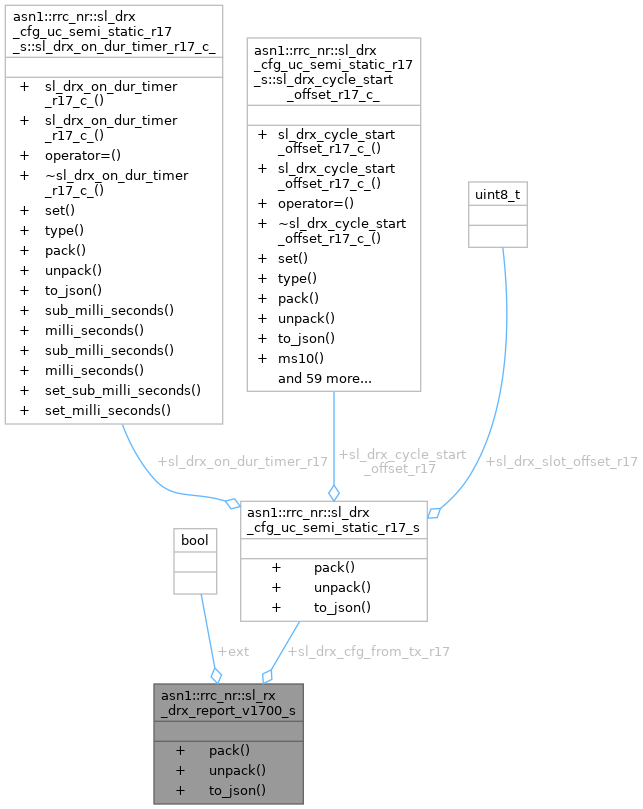 asn1::rrc_nr::sl_drx
_cfg_uc_semi_static_r17
_s::sl_drx_on_dur_timer_r17_c_
+ sl_drx_on_dur_timer
_r17_c_()
+ sl_drx_on_dur_timer
_r17_c_()
+ operator=()
+ ~sl_drx_on_dur_timer
_r17_c_()
+ set()
+ type()
+ pack()
+ unpack()
+ to_json()
+ sub_milli_seconds()
+ milli_seconds()
+ sub_milli_seconds()
+ milli_seconds()
+ set_sub_milli_seconds()
+ set_milli_seconds()
asn1::rrc_nr::sl_drx
_cfg_uc_semi_static_r17
_s::sl_drx_cycle_start
_offset_r17_c_
+ sl_drx_cycle_start
_offset_r17_c_()
+ sl_drx_cycle_start
_offset_r17_c_()
+ operator=()
+ ~sl_drx_cycle_start
_offset_r17_c_()
+ set()
+ type()
+ pack()
+ unpack()
+ to_json()
+ ms10()
and 59 more...
uint8_t
+sl_drx_on_dur_timer_r17
+sl_drx_cycle_start
_offset_r17
+sl_drx_slot_offset_r17
asn1::rrc_nr::sl_drx
_cfg_uc_semi_static_r17_s
+ pack()
+ unpack()
+ to_json()
bool
+ext
+sl_drx_cfg_from_tx_r17
asn1::rrc_nr::sl_rx
_drx_report_v1700_s
+ pack()
+ unpack()
+ to_json()